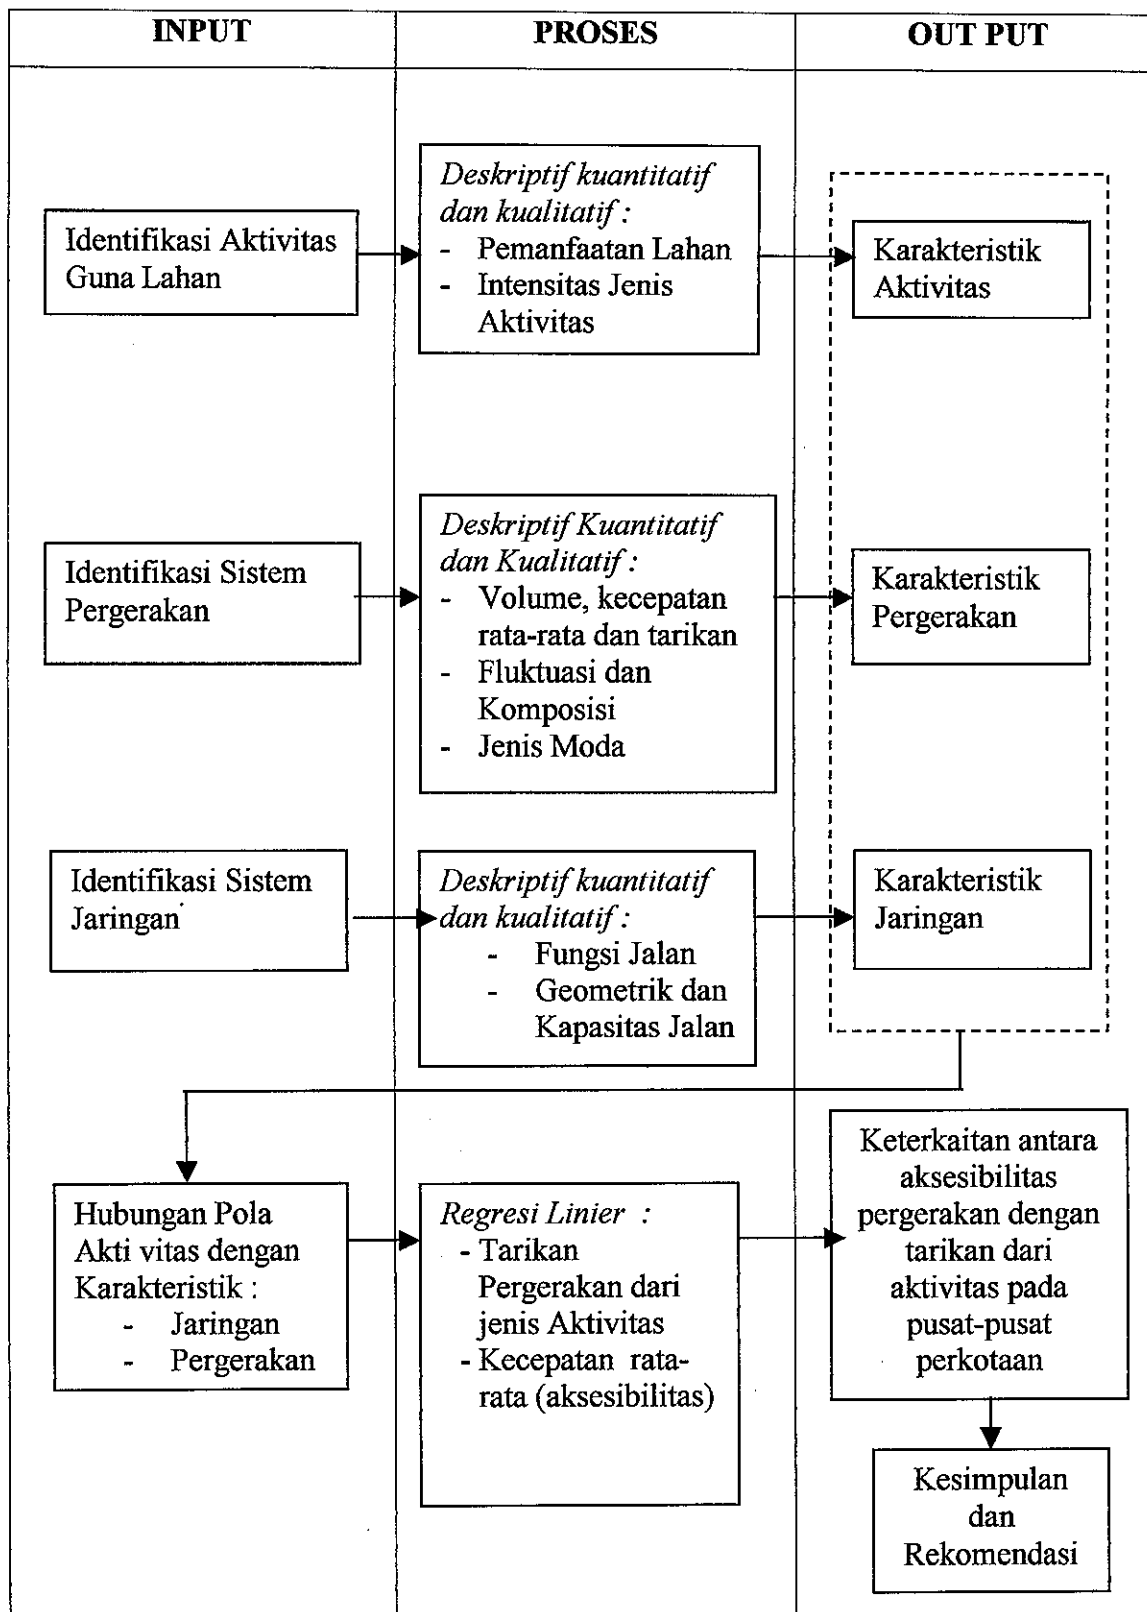 INPUT
PROSES
OUT PUT
Identifikasi Aktivitas
Guna Lahan
Deskriptif kuantitatif
dan kualitatif :
- Pemanfaatan Lahan
- Intensitas Jenis
Aktivitas
Karakteristik
Aktivitas
Identifikasi Sistem
Pergerakan
Deskriptif Kuantitatif
dan Kualitatif :
- Volume, kecepatan
rata-rata dan tarikan
- Fluktuasi dan
Komposisi
- Jenis Moda
Karakteristik
Pergerakan
Identifikasi Sistem
Jaringan
Deskriptif kuantitatif
dan kualitatif :
- Fungsi Jalan
- Geometrik dan
Kapasitas Jalan
Karakteristik
Jaringan
Hubungan Pola
Akti vitas dengan
Karakteristik :
- Jaringan
- Pergerakan
Regresi Linier :
- Tarikan
Pergerakan dari
jenis Aktivitas
- Kecepatan rata-
rata (aksesibilitas)
Keterkaitan antara
aksesibilitas
pergerakan dengan
tarikan dari
aktivitas pada
pusat-pusat
perkotaan
Kesimpulan
dan
Rekomendasi